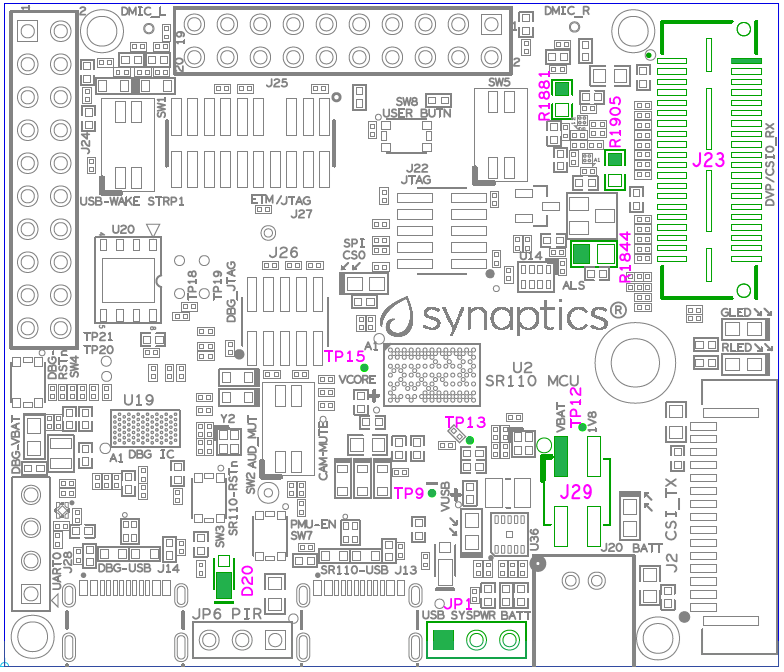 1
2
DMIC_L
DMIC_R
19
20
1
2
J25
SW5
R1881
R1905
J23
DVP/CSI0_RX
J24
SW1
SW8
USER BUTN
J22
JTAG
USB-WAKE STRP1
ETM/JTAG
J27
U20
TP18
TP19
J26
DBG_JTAG
SPI
CS0
U14
ALS
R1844
synaptics®
GLED
RLED
TP21
TP20
TP15
A1
VCORE
U2
SR110 MCU
DBG-
RSTn
SW4
U19
A1
DBG IC
DBG-VBAT
Y2
AUD_MUT
SW2
CAM-MUTE
TP13
VBAT
TP12
1V8
TP9
VUSB
J29
SR110-RSTn
SW3
PMU-EN
SW7
U36
J20 BATT
J2 CSI_TX
UART0
J28
DBG-USB J14
SR110-USB J13
D20
JP6 PIR
JP1
USB SYSPWR BATT